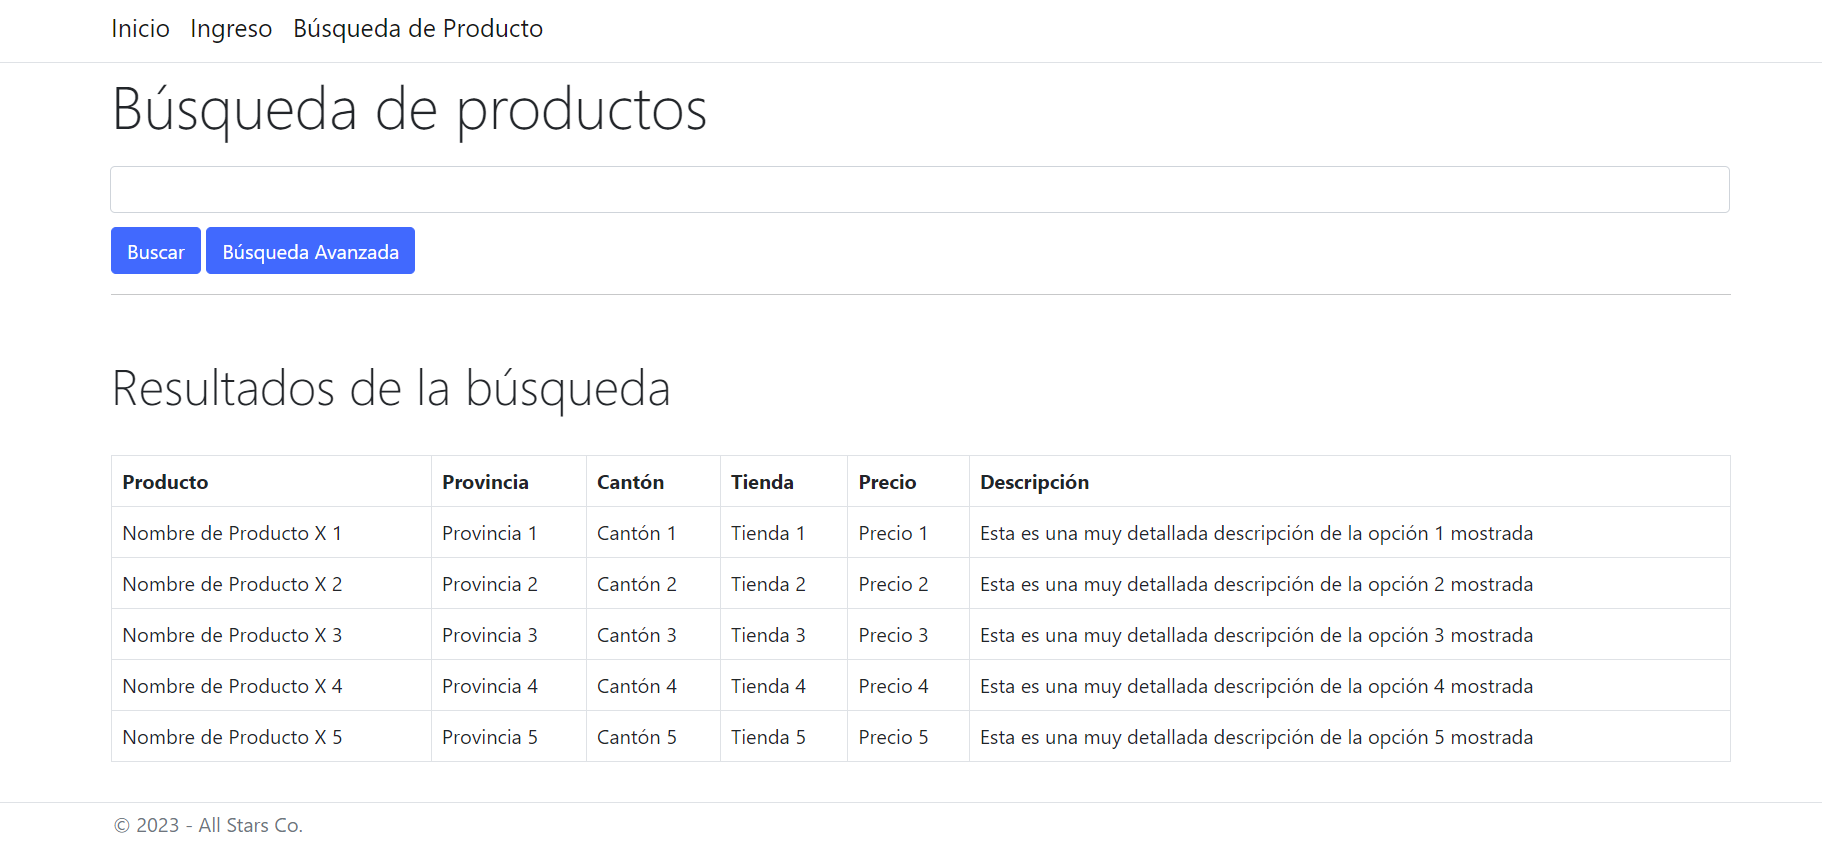 Inicio Ingreso Búsqueda de Producto
Búsqueda de productos
Buscar Búsqueda Avanzada
Resultados de la búsqueda
Producto Provincia Cantón Tienda Precio Descripción
Nombre de Producto X 1 Provincia 1 Cantón 1 Tienda 1 Precio 1 Esta es una muy detallada descripción de la opción 1 mostrada
Nombre de Producto X 2 Provincia 2 Cantón 2 Tienda 2 Precio 2 Esta es una muy detallada descripción de la opción 2 mostrada
Nombre de Producto X 3 Provincia 3 Cantón 3 Tienda 3 Precio 3 Esta es una muy detallada descripción de la opción 3 mostrada
Nombre de Producto X 4 Provincia 4 Cantón 4 Tienda 4 Precio 4 Esta es una muy detallada descripción de la opción 4 mostrada
Nombre de Producto X 5 Provincia 5 Cantón 5 Tienda 5 Precio 5 Esta es una muy detallada descripción de la opción 5 mostrada
© 2023 - All Stars Co.